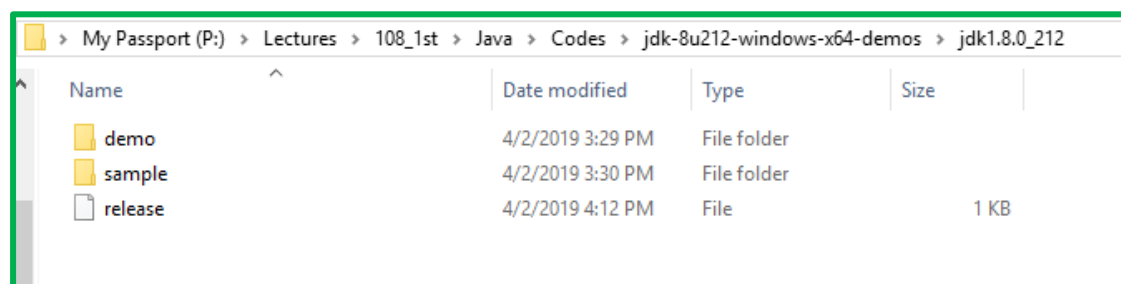 My Passport (P:) > Lectures > 108_1st > Java > Codes > jdk-8u212-windows-x64-demos > jdk1.8.0_212
Name Date modified Type Size
demo 4/2/2019 3:29 PM File folder
sample 4/2/2019 3:30 PM File folder
release 4/2/2019 4:12 PM File 1 KB